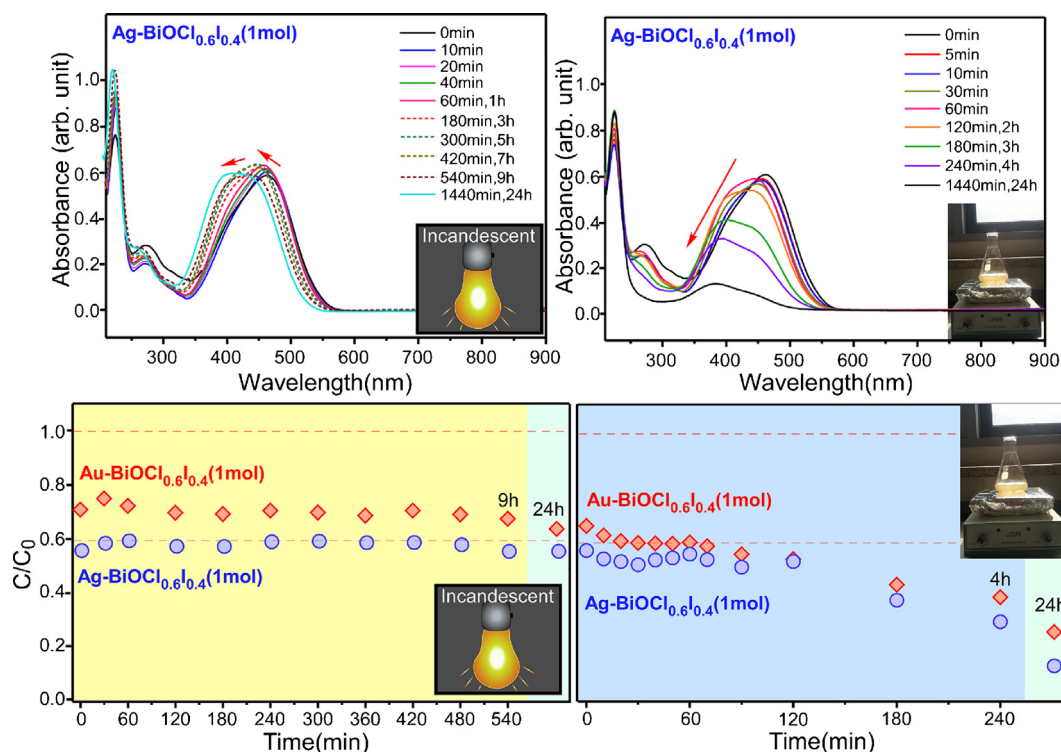 Ag-BiOCl0.6I0.4(1mol)
0min
10min
20min
40min
60min,1h
180min,3h
300min,5h
420min,7h
540min,9h
1440min,24h
Incandescent
Absorbance (arb. unit)
1.0
0.8
0.6
0.4
0.2
0.0
300 400 500 600 700 800 900
Wavelength(nm)
Ag-BiOCl0.6I0.4(1mol)
0min
5min
10min
30min
60min
120min,2h
180min,3h
240min,4h
1440min,24h
Absorbance (arb. unit)
1.0
0.8
0.6
0.4
0.2
0.0
300 400 500 600 700 800 900
Wavelength(nm)
C/C0
1.0
0.8
0.6
0.4
0.2
0.0
Au-BiOCl0.6I0.4(1mol)
9h
24h
Ag-BiOCl0.6I0.4(1mol)
Incandescent
0 60 120 180 240 300 360 420 480 540
Time(min)
Au-BiOCl0.6I0.4(1mol)
4h
24h
Ag-BiOCl0.6I0.4(1mol)
0 60 120 180 240
Time(min)